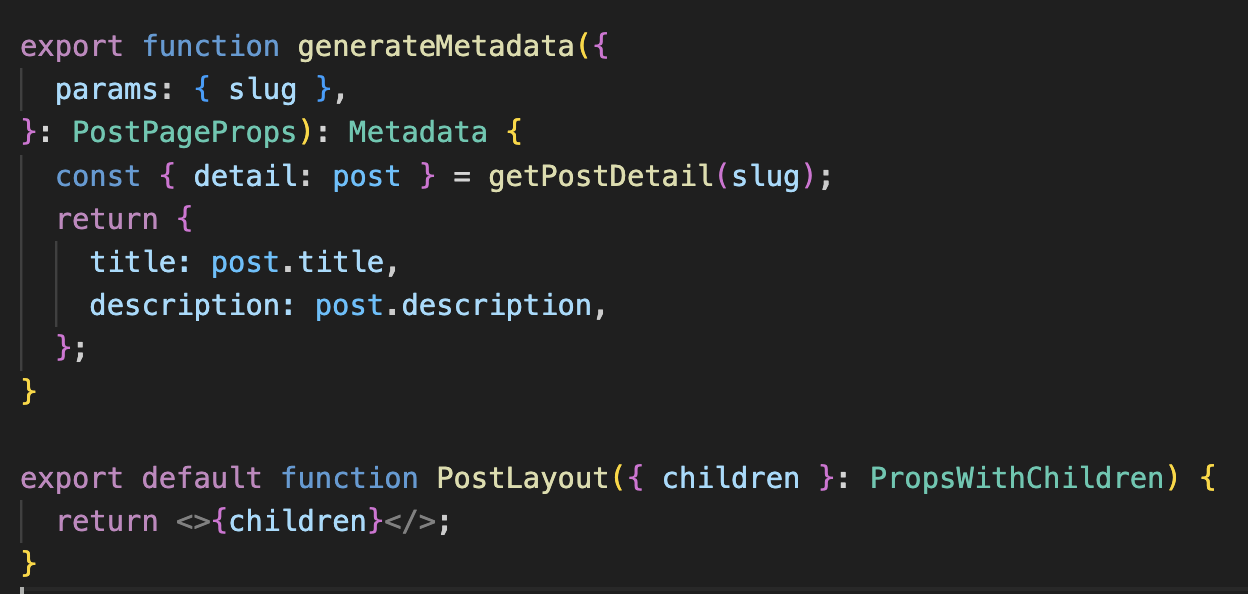 export function generateMetadata({
  params: { slug },
}: PostPageProps): Metadata {
  const { detail: post } = getPostDetail(slug);
  return {
    title: post.title,
    description: post.description,
  };
}

export default function PostLayout({ children }: PropsWithChildren) {
  return <>{children}</>;
}